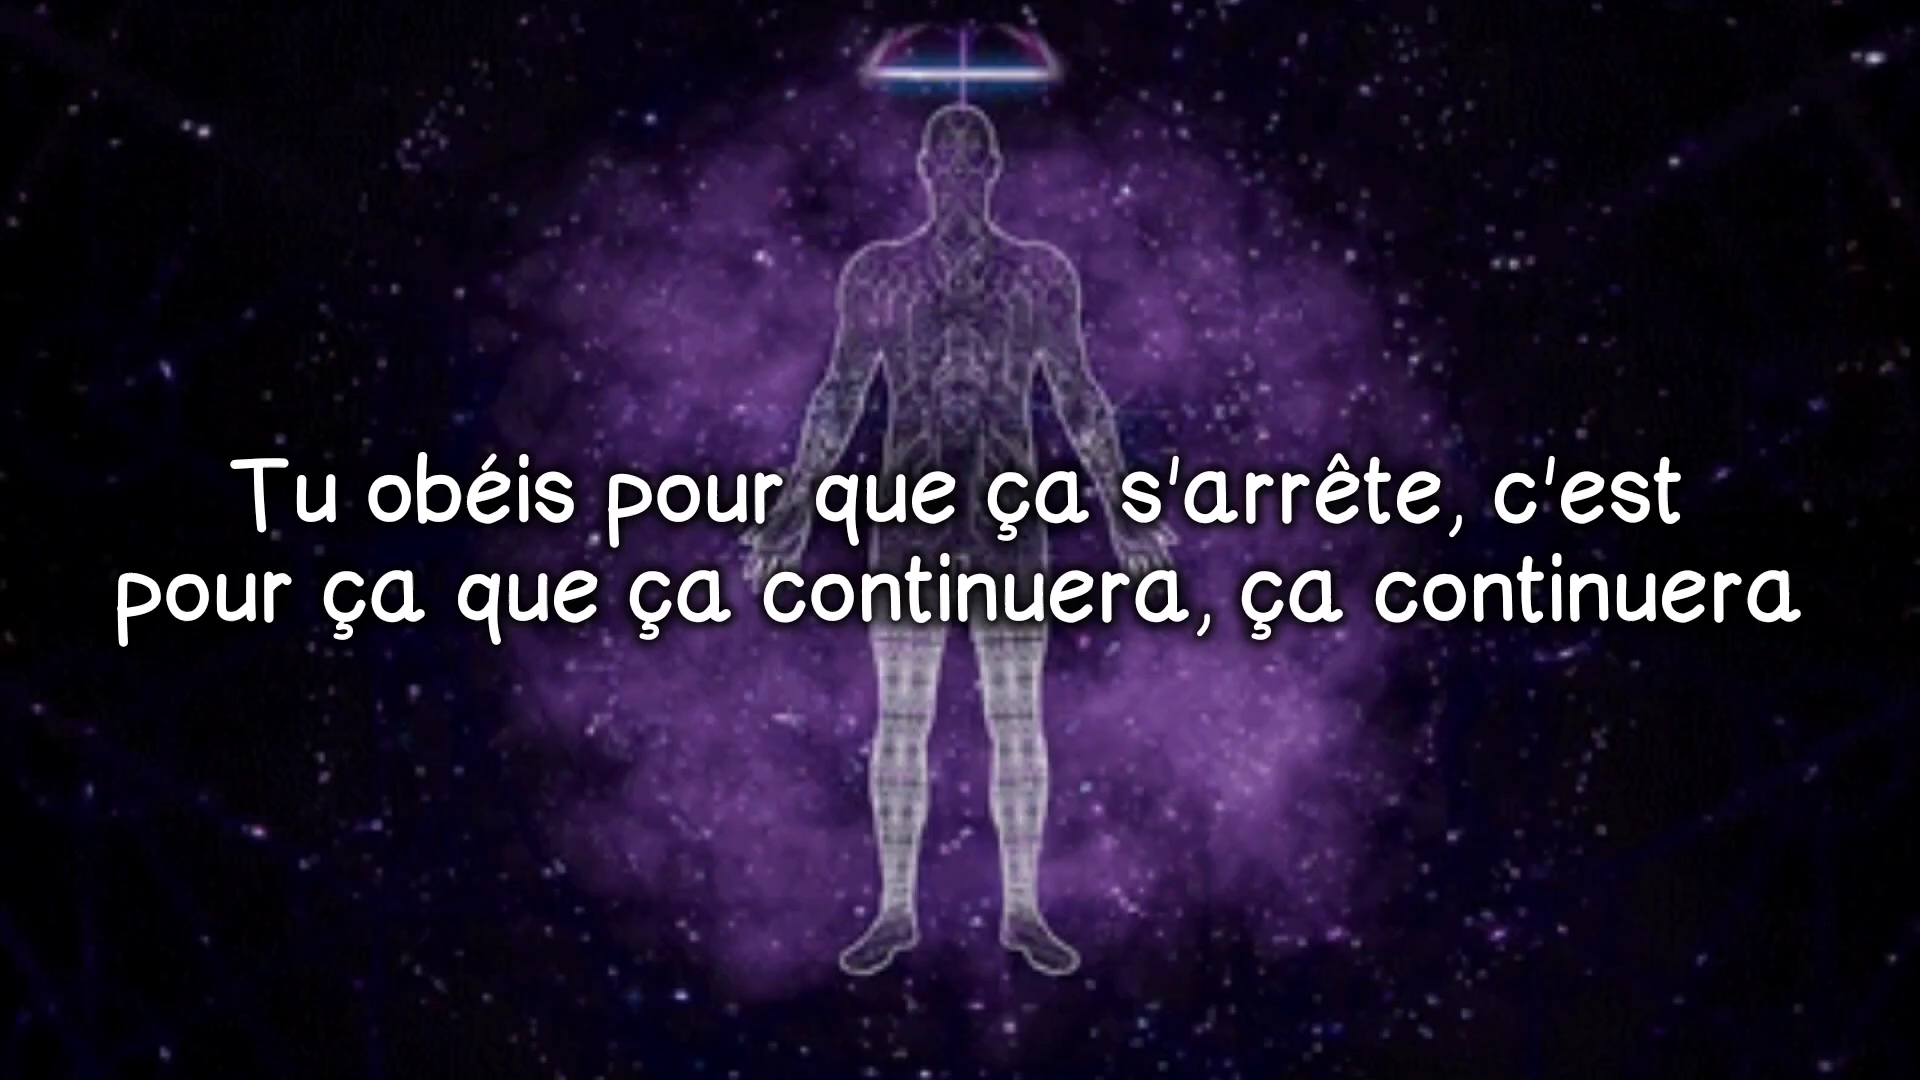 Tu obéis pour que ça s'arrête, c'est
pour ça que ça continuera, ça continuera